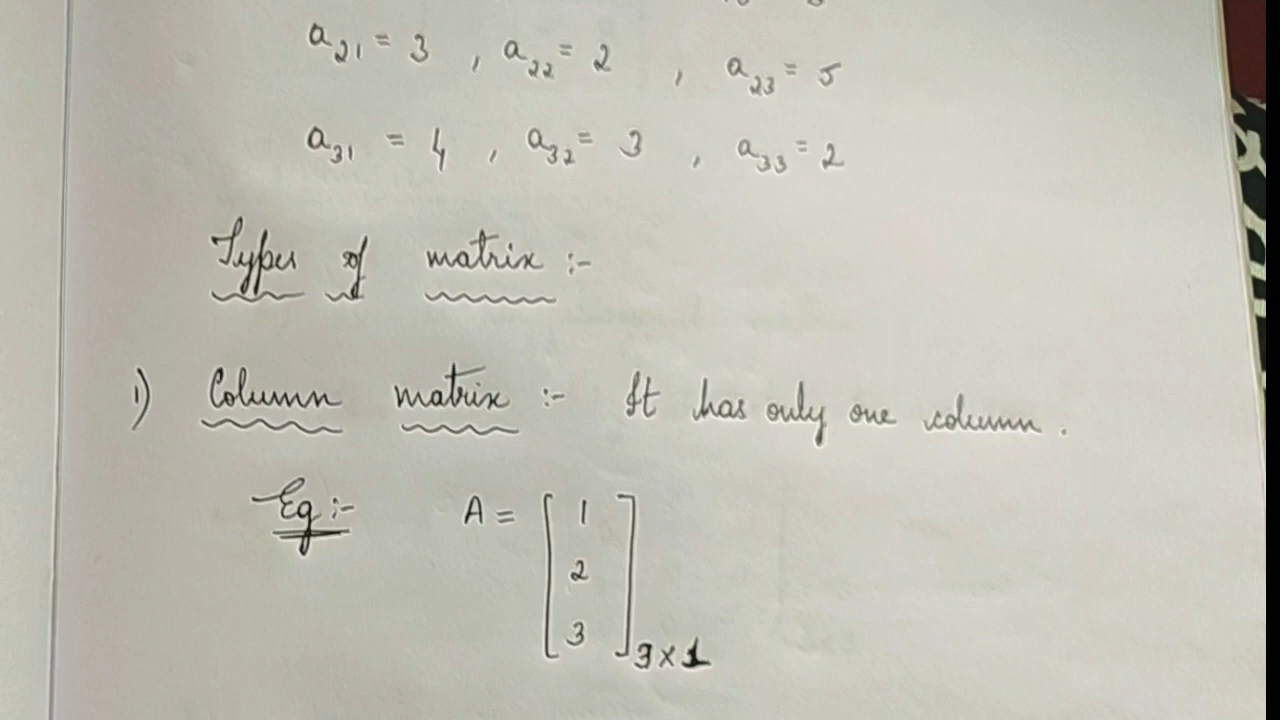 a₂₁ = 3 , a₂₂ = 2 , a₂₃ = 5
a₃₁ = 4 , a₃₂ = 3 , a₃₃ = 2
Types of matrix :-
1) Column matrix :- It has only one column .
Eg :- A = [ 1
2
3 ] 3×1